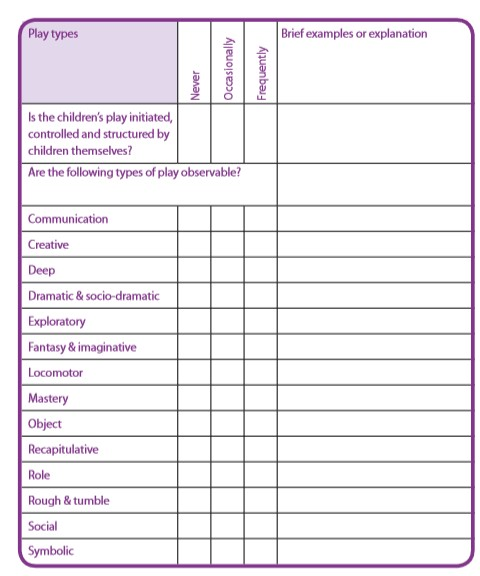 Play types
Never
Occasionally
Frequently
Brief examples or explanation
Is the children's play initiated,
controlled and structured by
children themselves?
Are the following types of play observable?
Communication
Creative
Deep
Dramatic & socio-dramatic
Exploratory
Fantasy & imaginative
Locomotor
Mastery
Object
Recapitulative
Role
Rough & tumble
Social
Symbolic